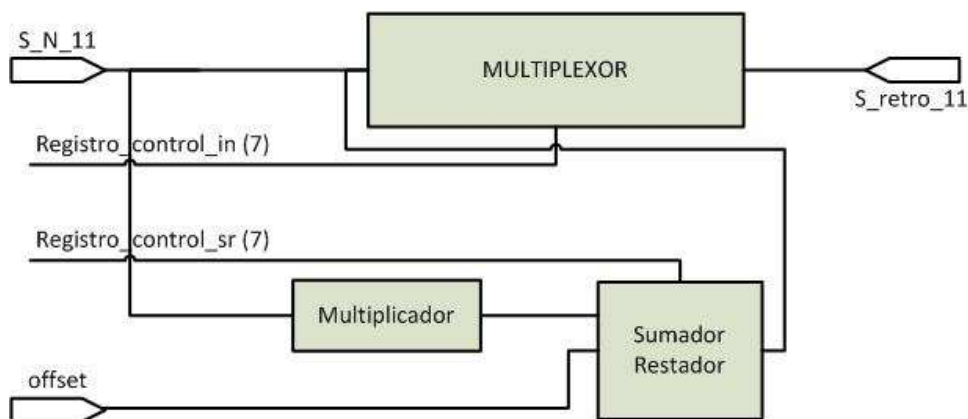 S_N_11
MULTIPLEXOR
S_retro_11
Registro_control_in (7)
Registro_control_sr (7)
Multiplicador
Sumador
Restador
offset